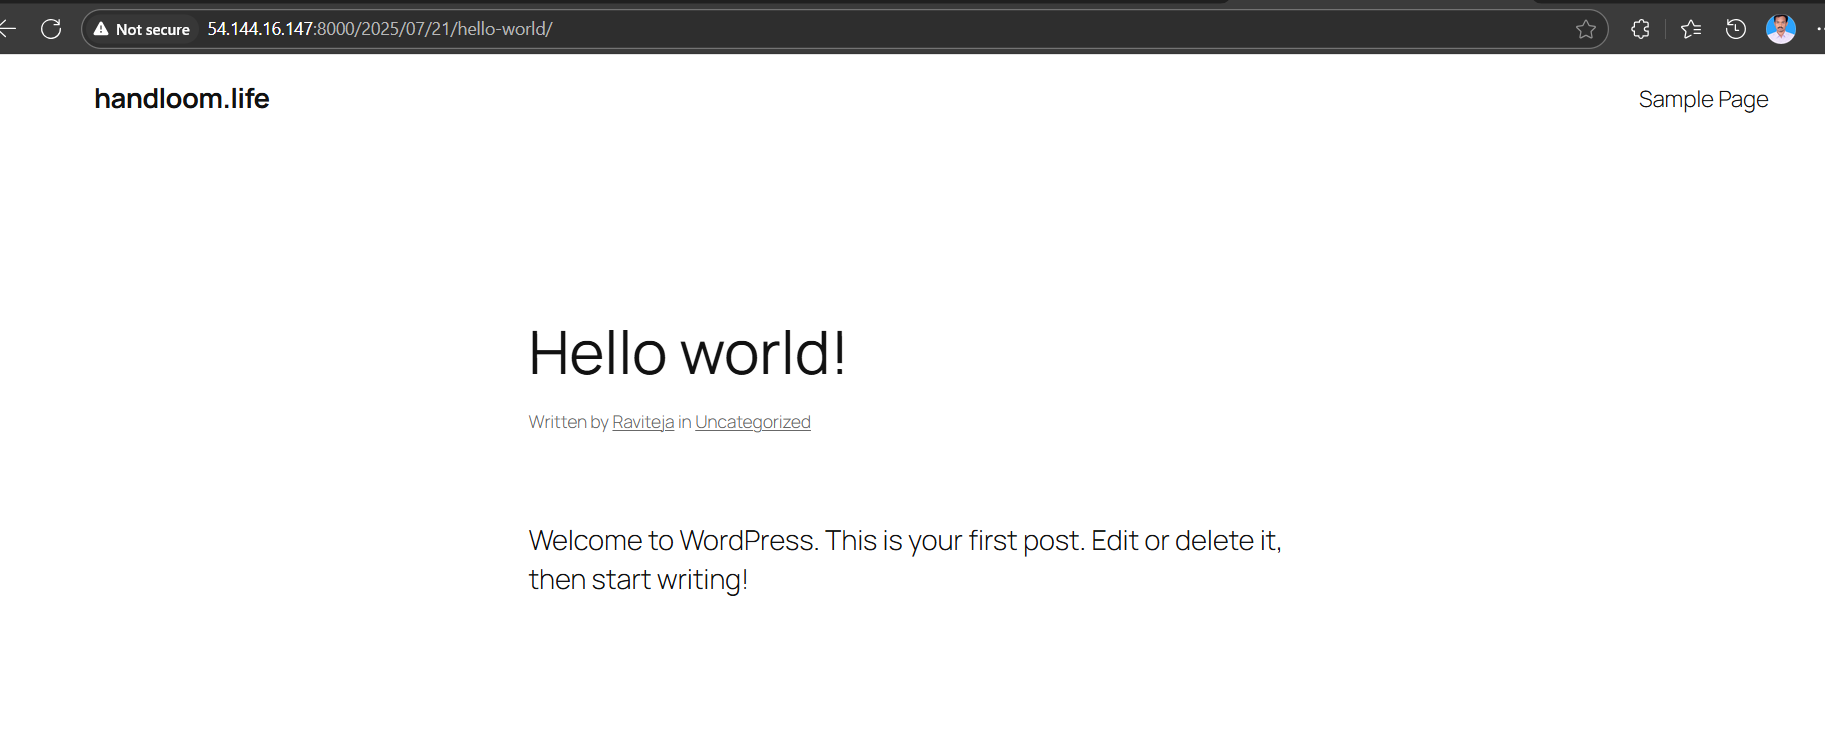 Not secure 54.144.16.147:8000/2025/07/21/hello-world/
handloom.life Sample Page
Hello world!
Written by Raviteja in Uncategorized
Welcome to WordPress. This is your first post. Edit or delete it,
then start writing!